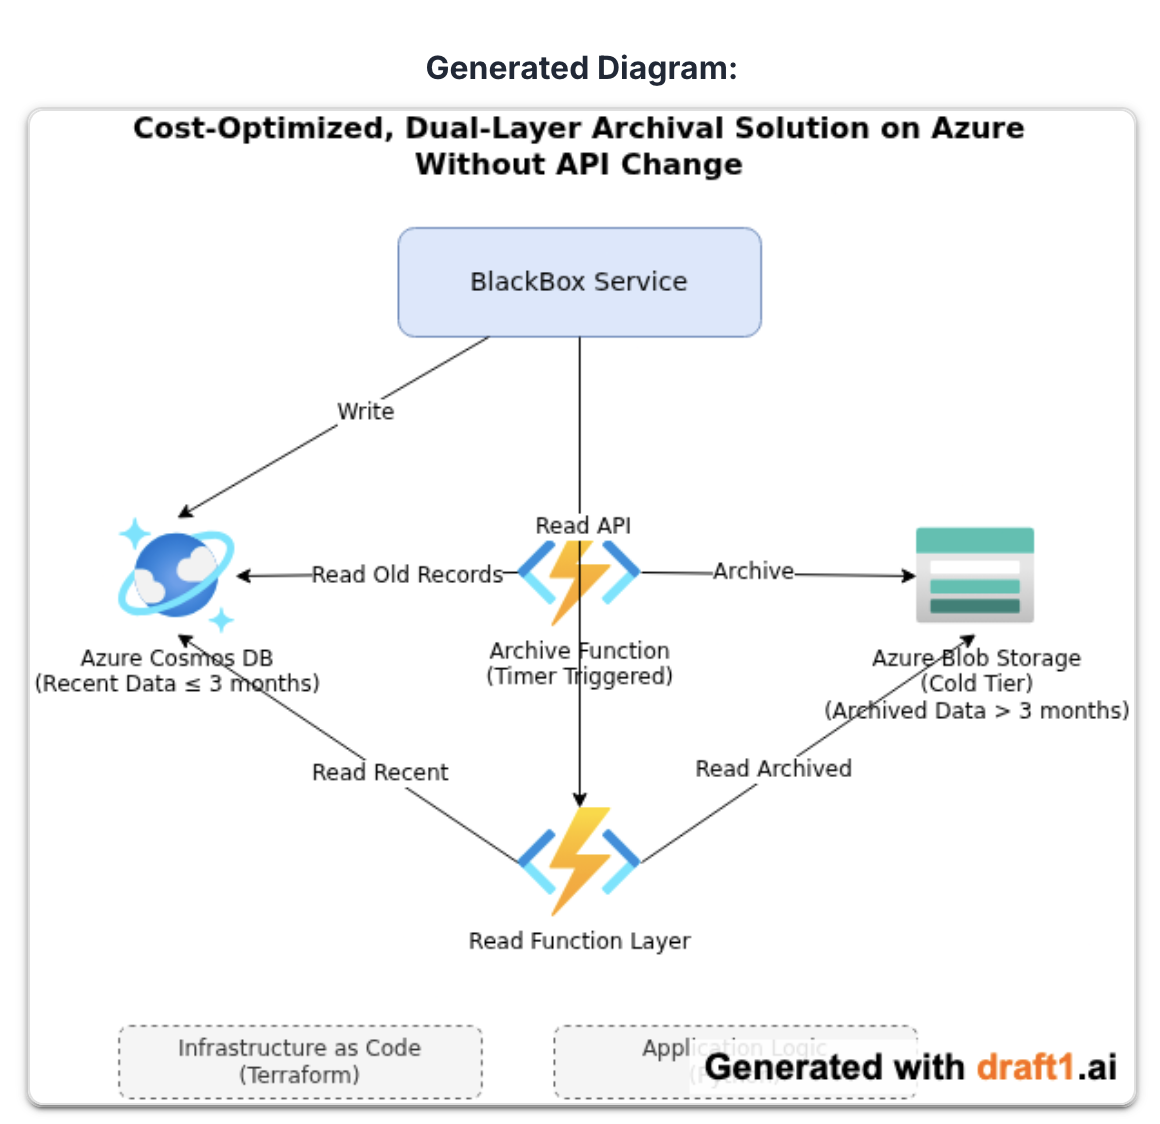 Generated Diagram:
Cost-Optimized, Dual-Layer Archival Solution on Azure
Without API Change
BlackBox Service
Write
Read API
Read Old Records
Archive
Azure Cosmos DB
(Recent Data ≤ 3 months)
Archive Function
(Timer Triggered)
Azure Blob Storage
(Cold Tier)
(Archived Data > 3 months)
Read Recent
Read Archived
Read Function Layer
Infrastructure as Code
(Terraform)
Application Logic
(Python)
Generated with draft1.ai